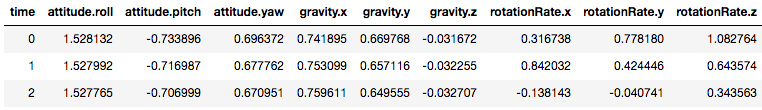 time attitude.roll attitude.pitch attitude.yaw gravity.x gravity.y gravity.z rotationRate.x rotationRate.y rotationRate.z
0 1.528132 -0.733896 0.696372 0.741895 0.669768 -0.031672 0.316738 0.778180 1.082764
1 1.527992 -0.716987 0.677762 0.753099 0.657116 -0.032255 0.842032 0.424446 0.643574
2 1.527765 -0.706999 0.670951 0.759611 0.649555 -0.032707 -0.138143 -0.040741 0.343563